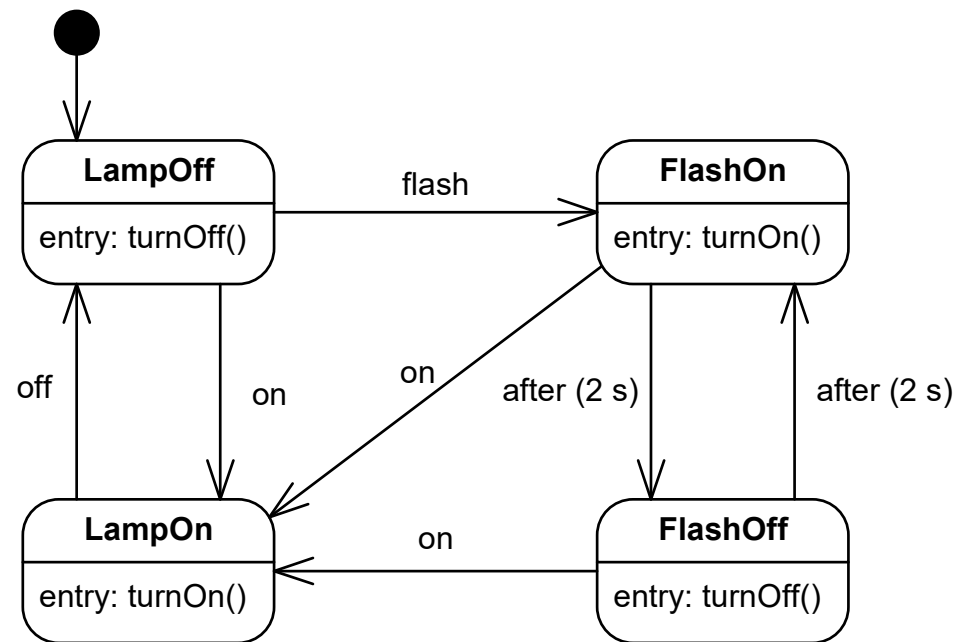 LampOff
entry: turnOff()
flash
FlashOn
entry: turnOn()
off
on
on
after (2 s)
after (2 s)
LampOn
entry: turnOn()
on
FlashOff
entry: turnOff()